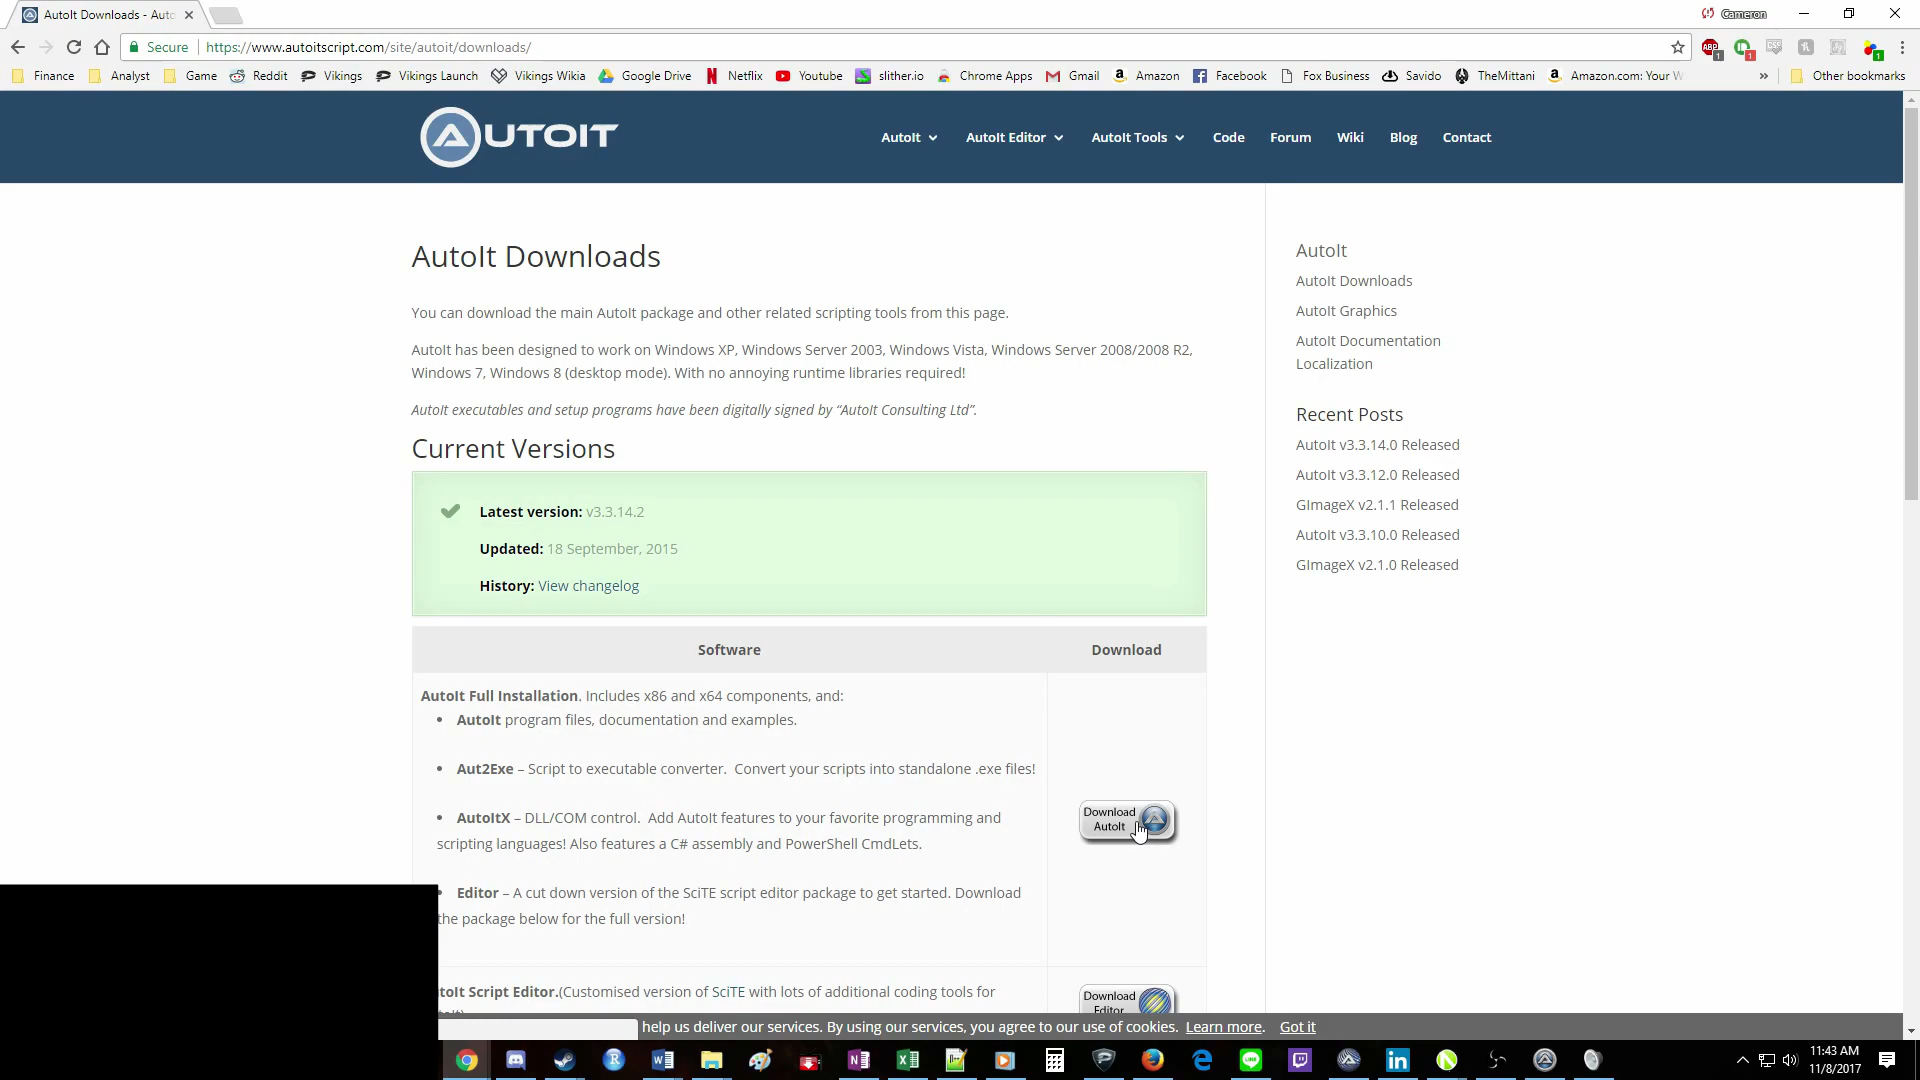 AutoIt Downloads - Auto
Cameron
Secure
https://www.autoitscript.com/site/autoit/downloads/
Finance Analyst Game Reddit Vikings Vikings Launch Vikings Wikia Google Drive Netflix Youtube slither.io Chrome Apps Gmail Amazon Facebook Fox Business Savido TheMittani Amazon.com: Your W » Other bookmarks
AUTOIT
AutoIt AutoIt Editor AutoIt Tools Code Forum Wiki Blog Contact
AutoIt Downloads
You can download the main AutoIt package and other related scripting tools from this page.
AutoIt has been designed to work on Windows XP, Windows Server 2003, Windows Vista, Windows Server 2008/2008 R2,
Windows 7, Windows 8 (desktop mode). With no annoying runtime libraries required!
AutoIt executables and setup programs have been digitally signed by “AutoIt Consulting Ltd”.
Current Versions
Latest version: v3.3.14.2
Updated: 18 September, 2015
History: View changelog
Software Download
AutoIt Full Installation. Includes x86 and x64 components, and:
• AutoIt program files, documentation and examples.
• Aut2Exe – Script to executable converter. Convert your scripts into standalone .exe files!
• AutoItX – DLL/COM control. Add AutoIt features to your favorite programming and
scripting languages! Also features a C# assembly and PowerShell CmdLets.
• Editor – A cut down version of the SciTE script editor package to get started. Download
the package below for the full version!
Download
AutoIt
toIt Script Editor.(Customised version of SciTE with lots of additional coding tools for
Download
Editor
AutoIt
AutoIt Downloads
AutoIt Graphics
AutoIt Documentation
Localization
Recent Posts
AutoIt v3.3.14.0 Released
AutoIt v3.3.12.0 Released
GImageX v2.1.1 Released
AutoIt v3.3.10.0 Released
GImageX v2.1.0 Released
help us deliver our services. By using our services, you agree to our use of cookies. Learn more. Got it
11:43 AM
11/8/2017